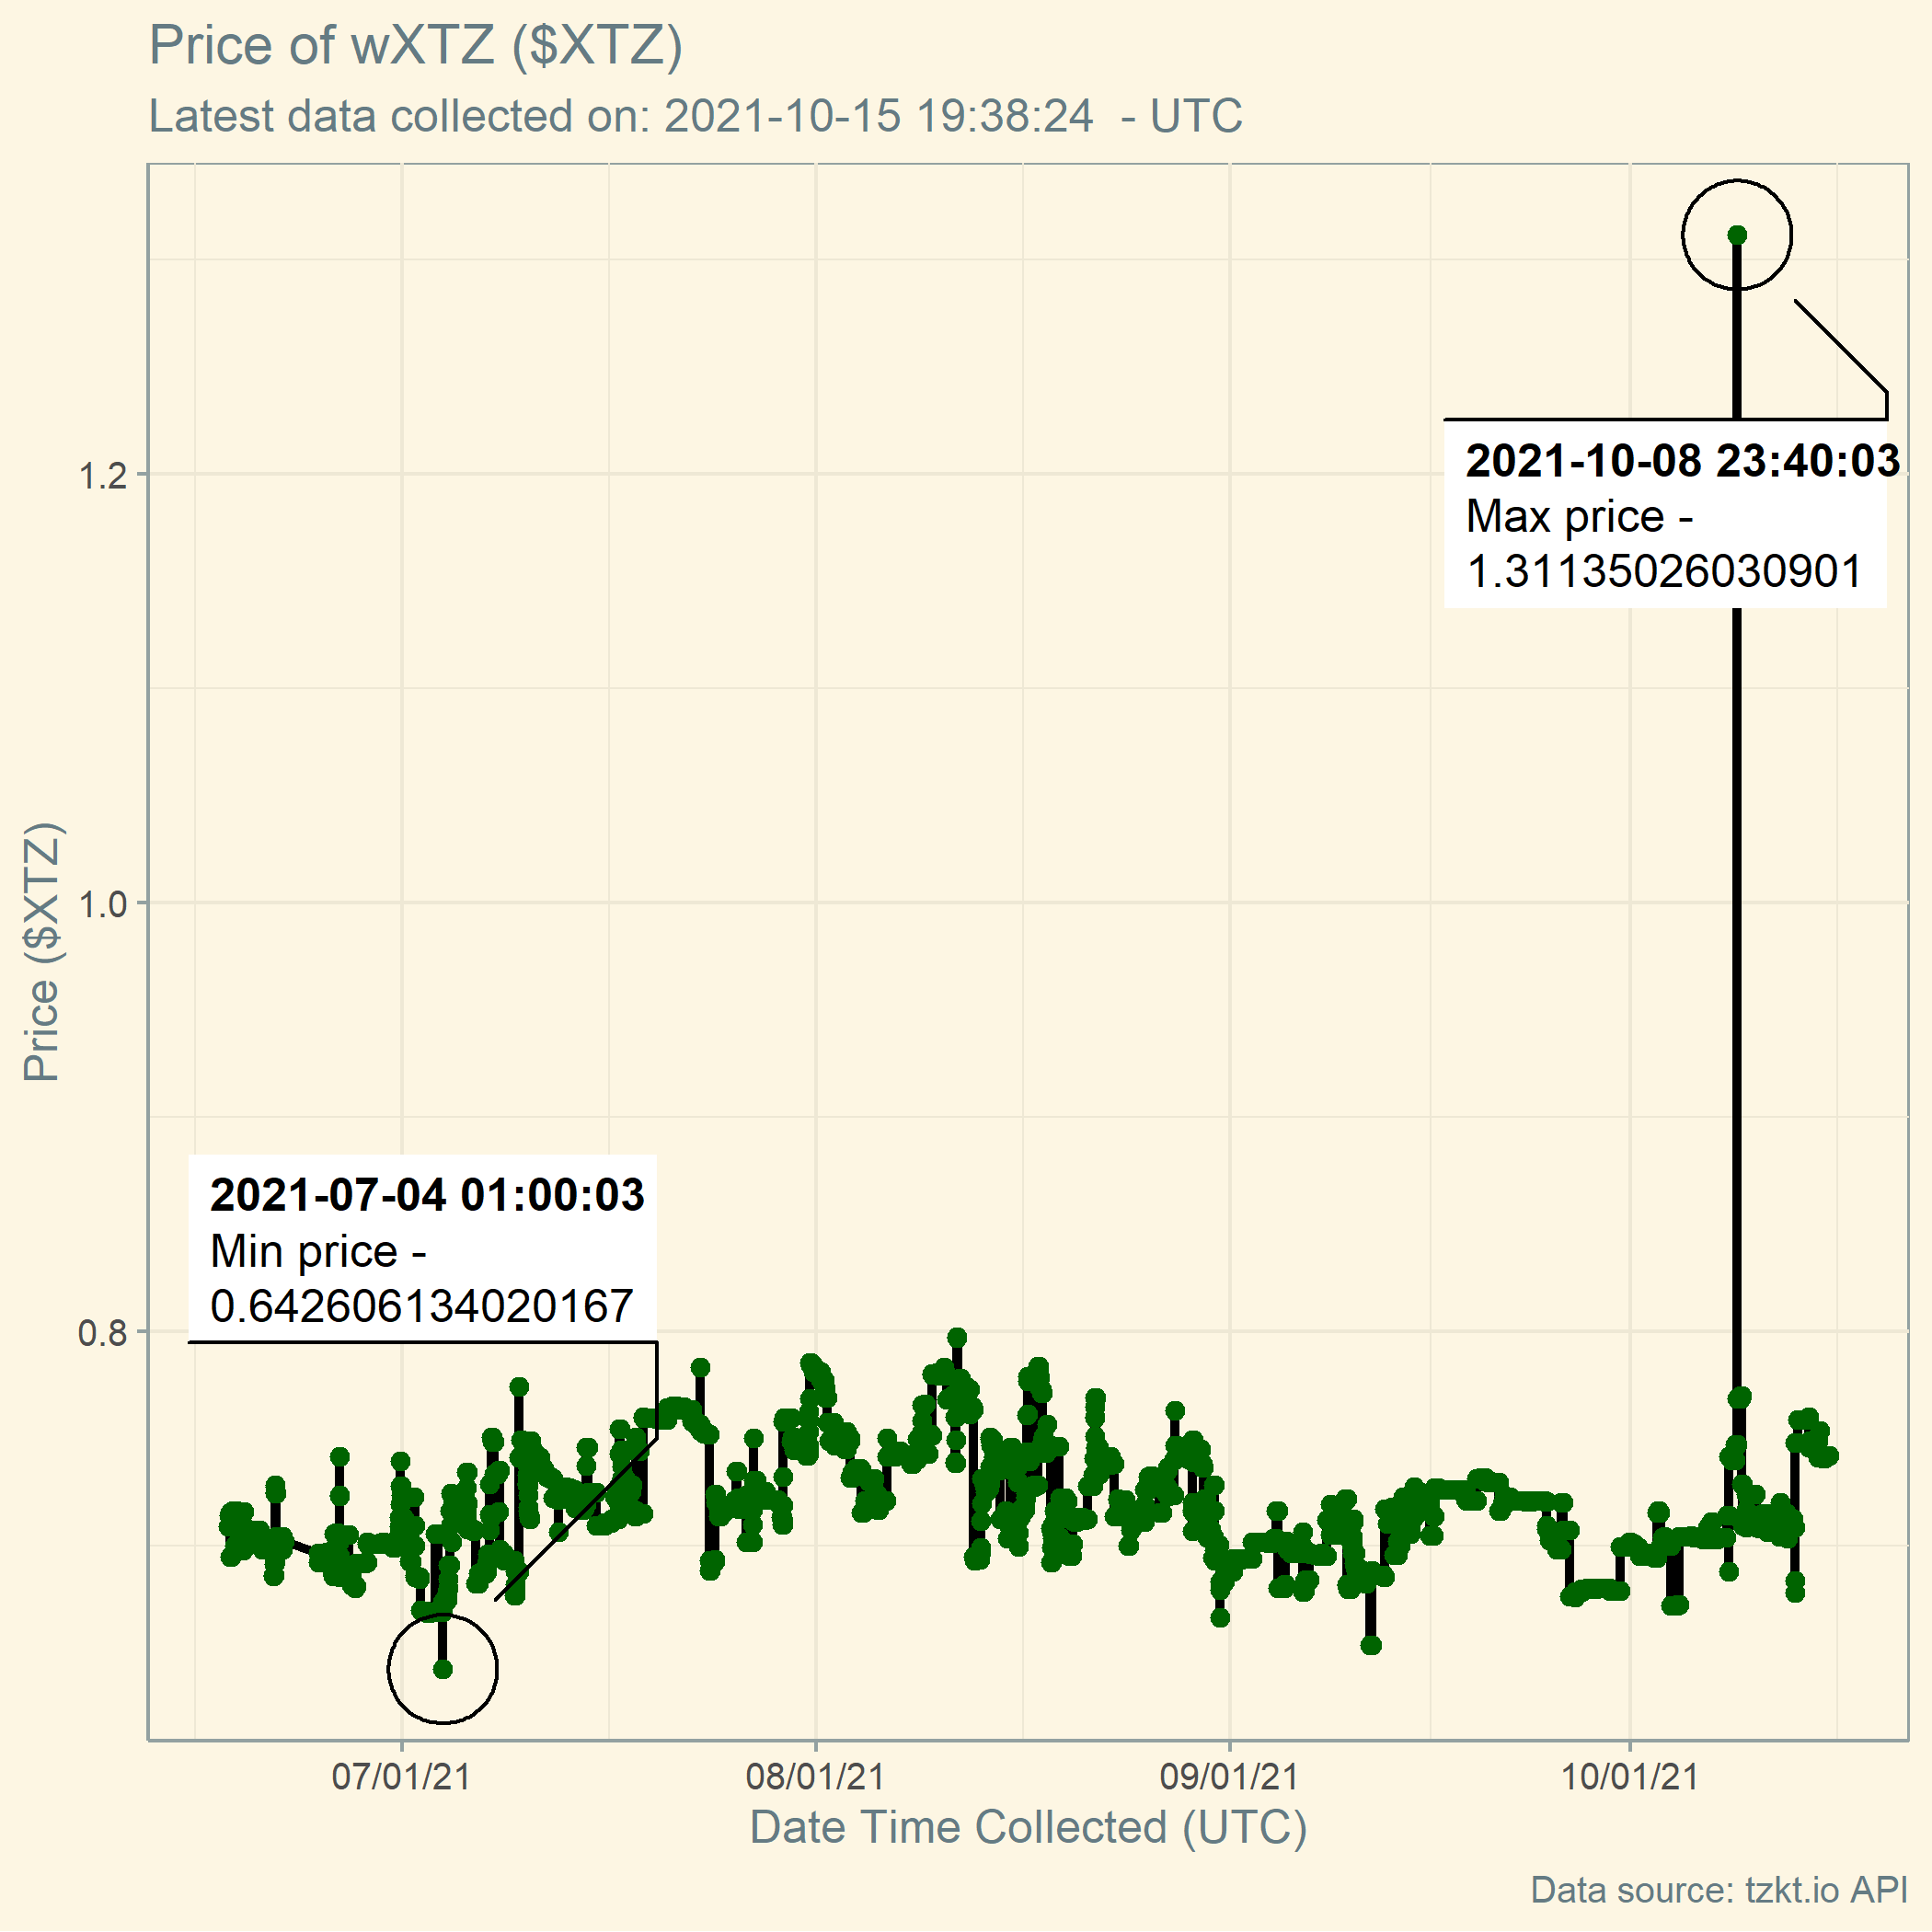 Price of wXTZ ($XTZ)
Latest data collected on: 2021-10-15 19:38:24  - UTC
2021-10-08 23:40:03
Max price -
1.31135026030901
1.2
Price ($XTZ)
1.0
2021-07-04 01:00:03
Min price -
0.642606134020167
0.8
07/01/21
08/01/21
09/01/21
10/01/21
Date Time Collected (UTC)
Data source: tzkt.io API